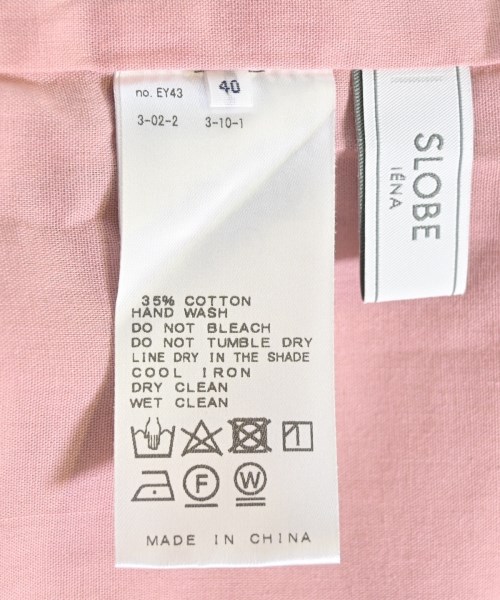 40
no. EY43
3-02-2 3-10-1
SLOBE
IÉNA
35% COTTON
HAND WASH
DO NOT BLEACH
DO NOT TUMBLE DRY
LINE DRY IN THE SHADE
COOL IRON
DRY CLEAN
WET CLEAN
F W
MADE IN CHINA